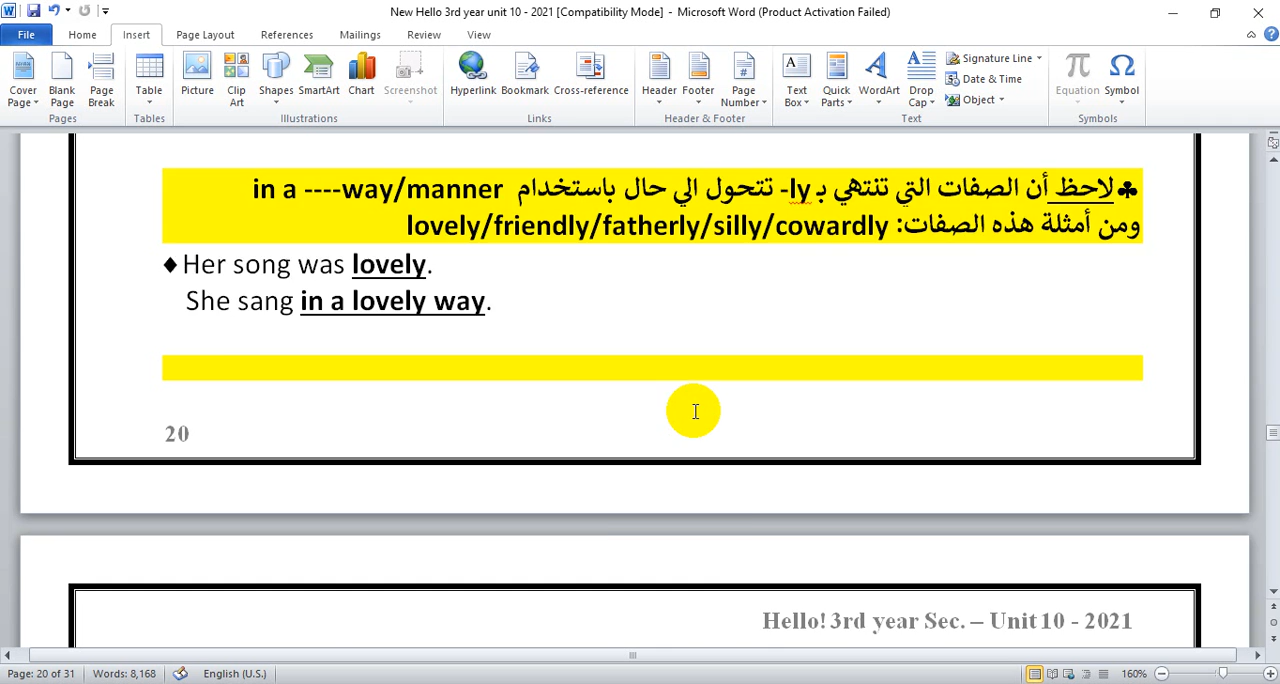 New Hello 3rd year unit 10 - 2021 [Compatibility Mode] - Microsoft Word (Product Activation Failed)
File Home Insert Page Layout References Mailings Review View
Cover Page Blank Page Page Break Table Picture Clip Art Shapes SmartArt Chart Screenshot Hyperlink Bookmark Cross-reference Header Footer Page Number Text Box Quick Parts WordArt Drop Cap Signature Line Date & Time Object Equation Symbol
Pages Tables Illustrations Links Header & Footer Text Symbols
♣لاحظ أن الصفات التي تنتهي بـ ly- تتحول الي حال باستخدام in a ----way/manner
ومن أمثلة هذه الصفات: lovely/friendly/fatherly/silly/cowardly
♦Her song was lovely.
She sang in a lovely way.
20
Hello! 3rd year Sec. – Unit 10 - 2021
Page: 20 of 31 Words: 8,168 English (U.S.) 160%